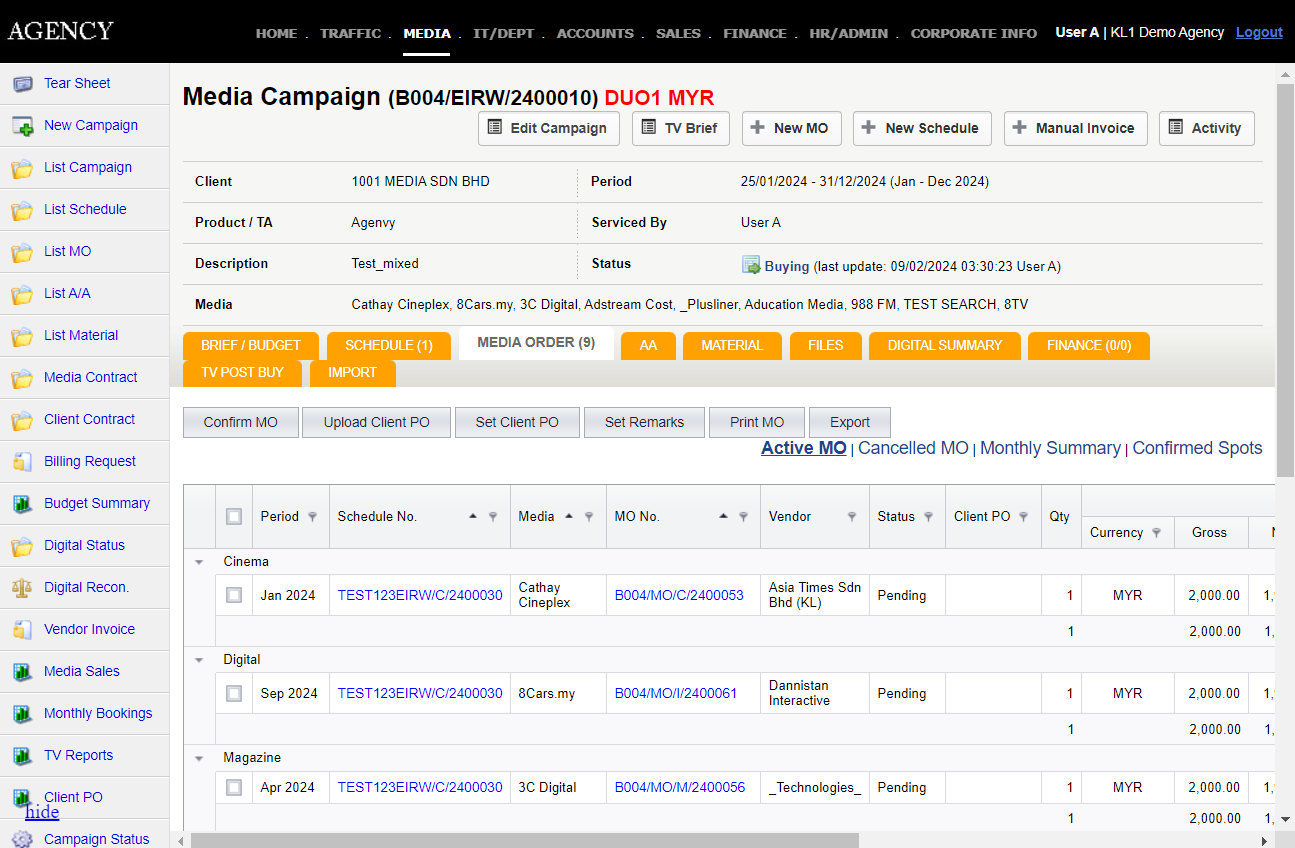 AGENCY
HOME . TRAFFIC . MEDIA . IT/DEPT . ACCOUNTS . SALES . FINANCE . HR/ADMIN . CORPORATE INFO
User A | KL1 Demo Agency Logout
Tear Sheet
New Campaign
List Campaign
List Schedule
List MO
List A/A
List Material
Media Contract
Client Contract
Billing Request
Budget Summary
Digital Status
Digital Recon.
Vendor Invoice
Media Sales
Monthly Bookings
TV Reports
Client PO
hide
Campaign Status
Media Campaign (B004/EIRW/2400010) DUO1 MYR
Edit Campaign TV Brief New MO New Schedule Manual Invoice Activity
Client 1001 MEDIA SDN BHD Period 25/01/2024 - 31/12/2024 (Jan - Dec 2024)
Product / TA Agenvy Serviced By User A
Description Test_mixed Status Buying (last update: 09/02/2024 03:30:23 User A)
Media Cathay Cineplex, 8Cars.my, 3C Digital, Adstream Cost, _Plusliner, Aducation Media, 988 FM, TEST SEARCH, 8TV
BRIEF / BUDGET SCHEDULE (1) MEDIA ORDER (9) AA MATERIAL FILES DIGITAL SUMMARY FINANCE (0/0)
TV POST BUY IMPORT
Confirm MO Upload Client PO Set Client PO Set Remarks Print MO Export
Active MO | Cancelled MO | Monthly Summary | Confirmed Spots
Period Schedule No. Media MO No. Vendor Status Client PO Qty
Currency Gross
Cinema
Jan 2024 TEST123EIRW/C/2400030 Cathay Cineplex B004/MO/C/2400053 Asia Times Sdn Bhd (KL) Pending 1 MYR 2,000.00
1 2,000.00
Digital
Sep 2024 TEST123EIRW/C/2400030 8Cars.my B004/MO/I/2400061 Dannistan Interactive Pending 1 MYR 2,000.00
1 2,000.00
Magazine
Apr 2024 TEST123EIRW/C/2400030 3C Digital B004/MO/M/2400056 _Technologies_ Pending 1 MYR 2,000.00
1 2,000.00